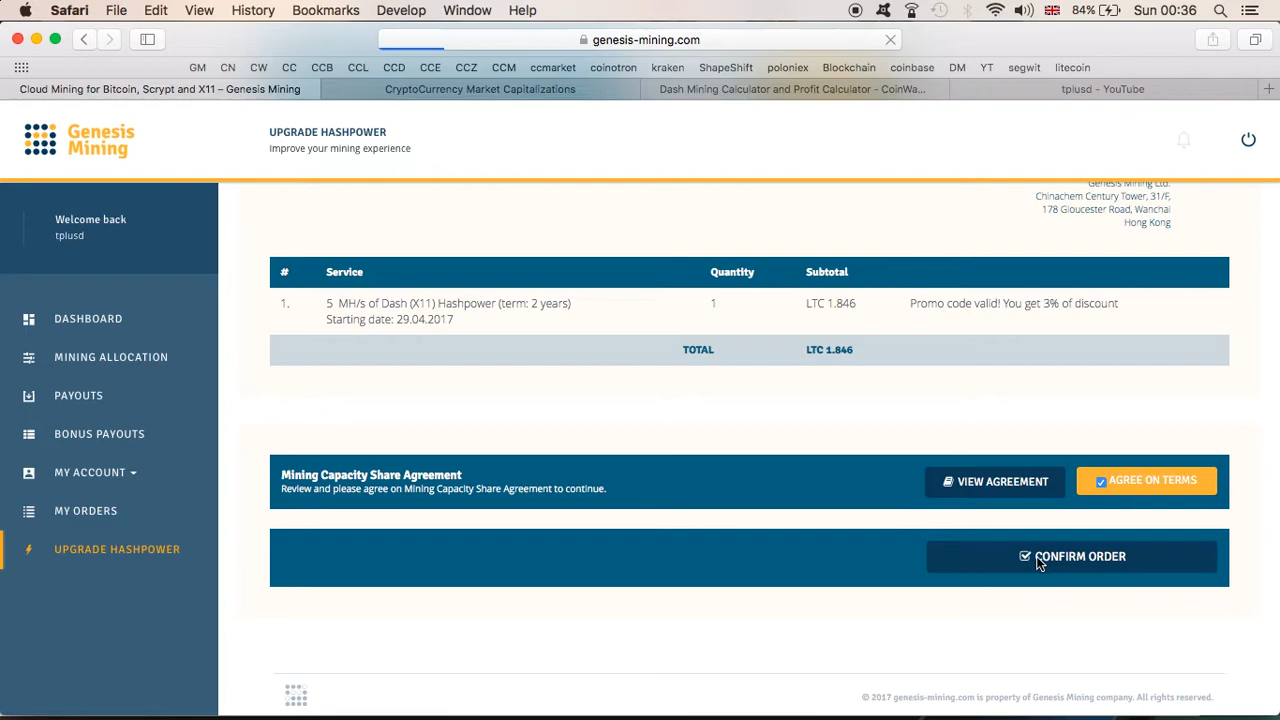 Safari File Edit View History Bookmarks Develop Window Help 84% Sun 00:36
genesis-mining.com
GM CN CW CC CCB CCL CCD CCE CCZ CCM ccmarket coinotron kraken ShapeShift poloniex Blockchain coinbase DM YT segwit litecoin
Cloud Mining for Bitcoin, Scrypt and X11 – Genesis Mining CryptoCurrency Market Capitalizations Dash Mining Calculator and Profit Calculator - CoinWa... tplusd - YouTube
Genesis
Mining
UPGRADE HASHPOWER
Improve your mining experience
Welcome back
tplusd
DASHBOARD
MINING ALLOCATION
PAYOUTS
BONUS PAYOUTS
MY ACCOUNT
MY ORDERS
UPGRADE HASHPOWER
Genesis Mining Ltd.
Chinachem Century Tower, 31/F,
178 Gloucester Road, Wanchai
Hong Kong
# Service Quantity Subtotal
1. 5 MH/s of Dash (X11) Hashpower (term: 2 years) 1 LTC 1.846 Promo code valid! You get 3% of discount
Starting date: 29.04.2017
TOTAL LTC 1.846
Mining Capacity Share Agreement
Review and please agree on Mining Capacity Share Agreement to continue.
VIEW AGREEMENT
AGREE ON TERMS
CONFIRM ORDER
© 2017 genesis-mining.com is property of Genesis Mining company. All rights reserved.